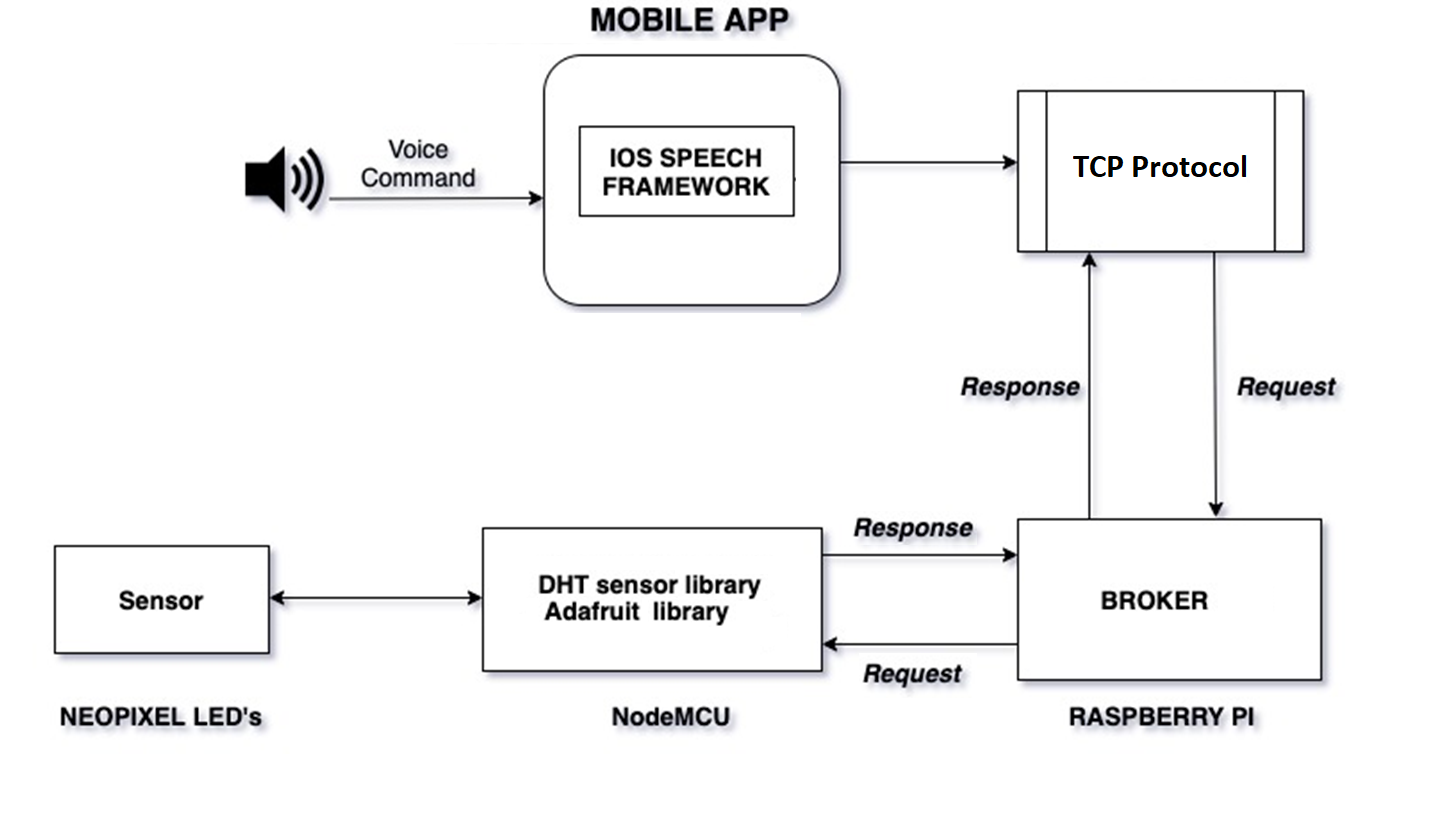 MOBILE APP
Voice
Command
IOS SPEECH
FRAMEWORK
TCP Protocol
Response
Request
Response
Sensor
DHT sensor library
Adafruit library
BROKER
Request
NEOPIXEL LED's
NodeMCU
RASPBERRY PI